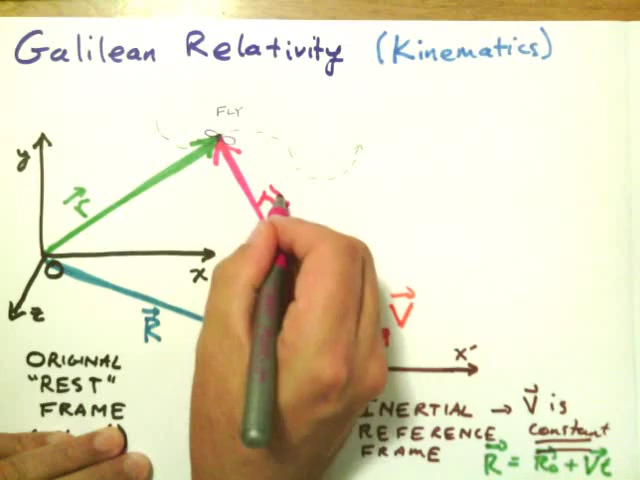 Galilean Relativity (Kinematics)
FLY
y
r
x
O
z
R
V
x'
ORIGINAL
"REST"
FRAME
INERTIAL → V is
REFERENCE constant
FRAME R = R₀ + Vt